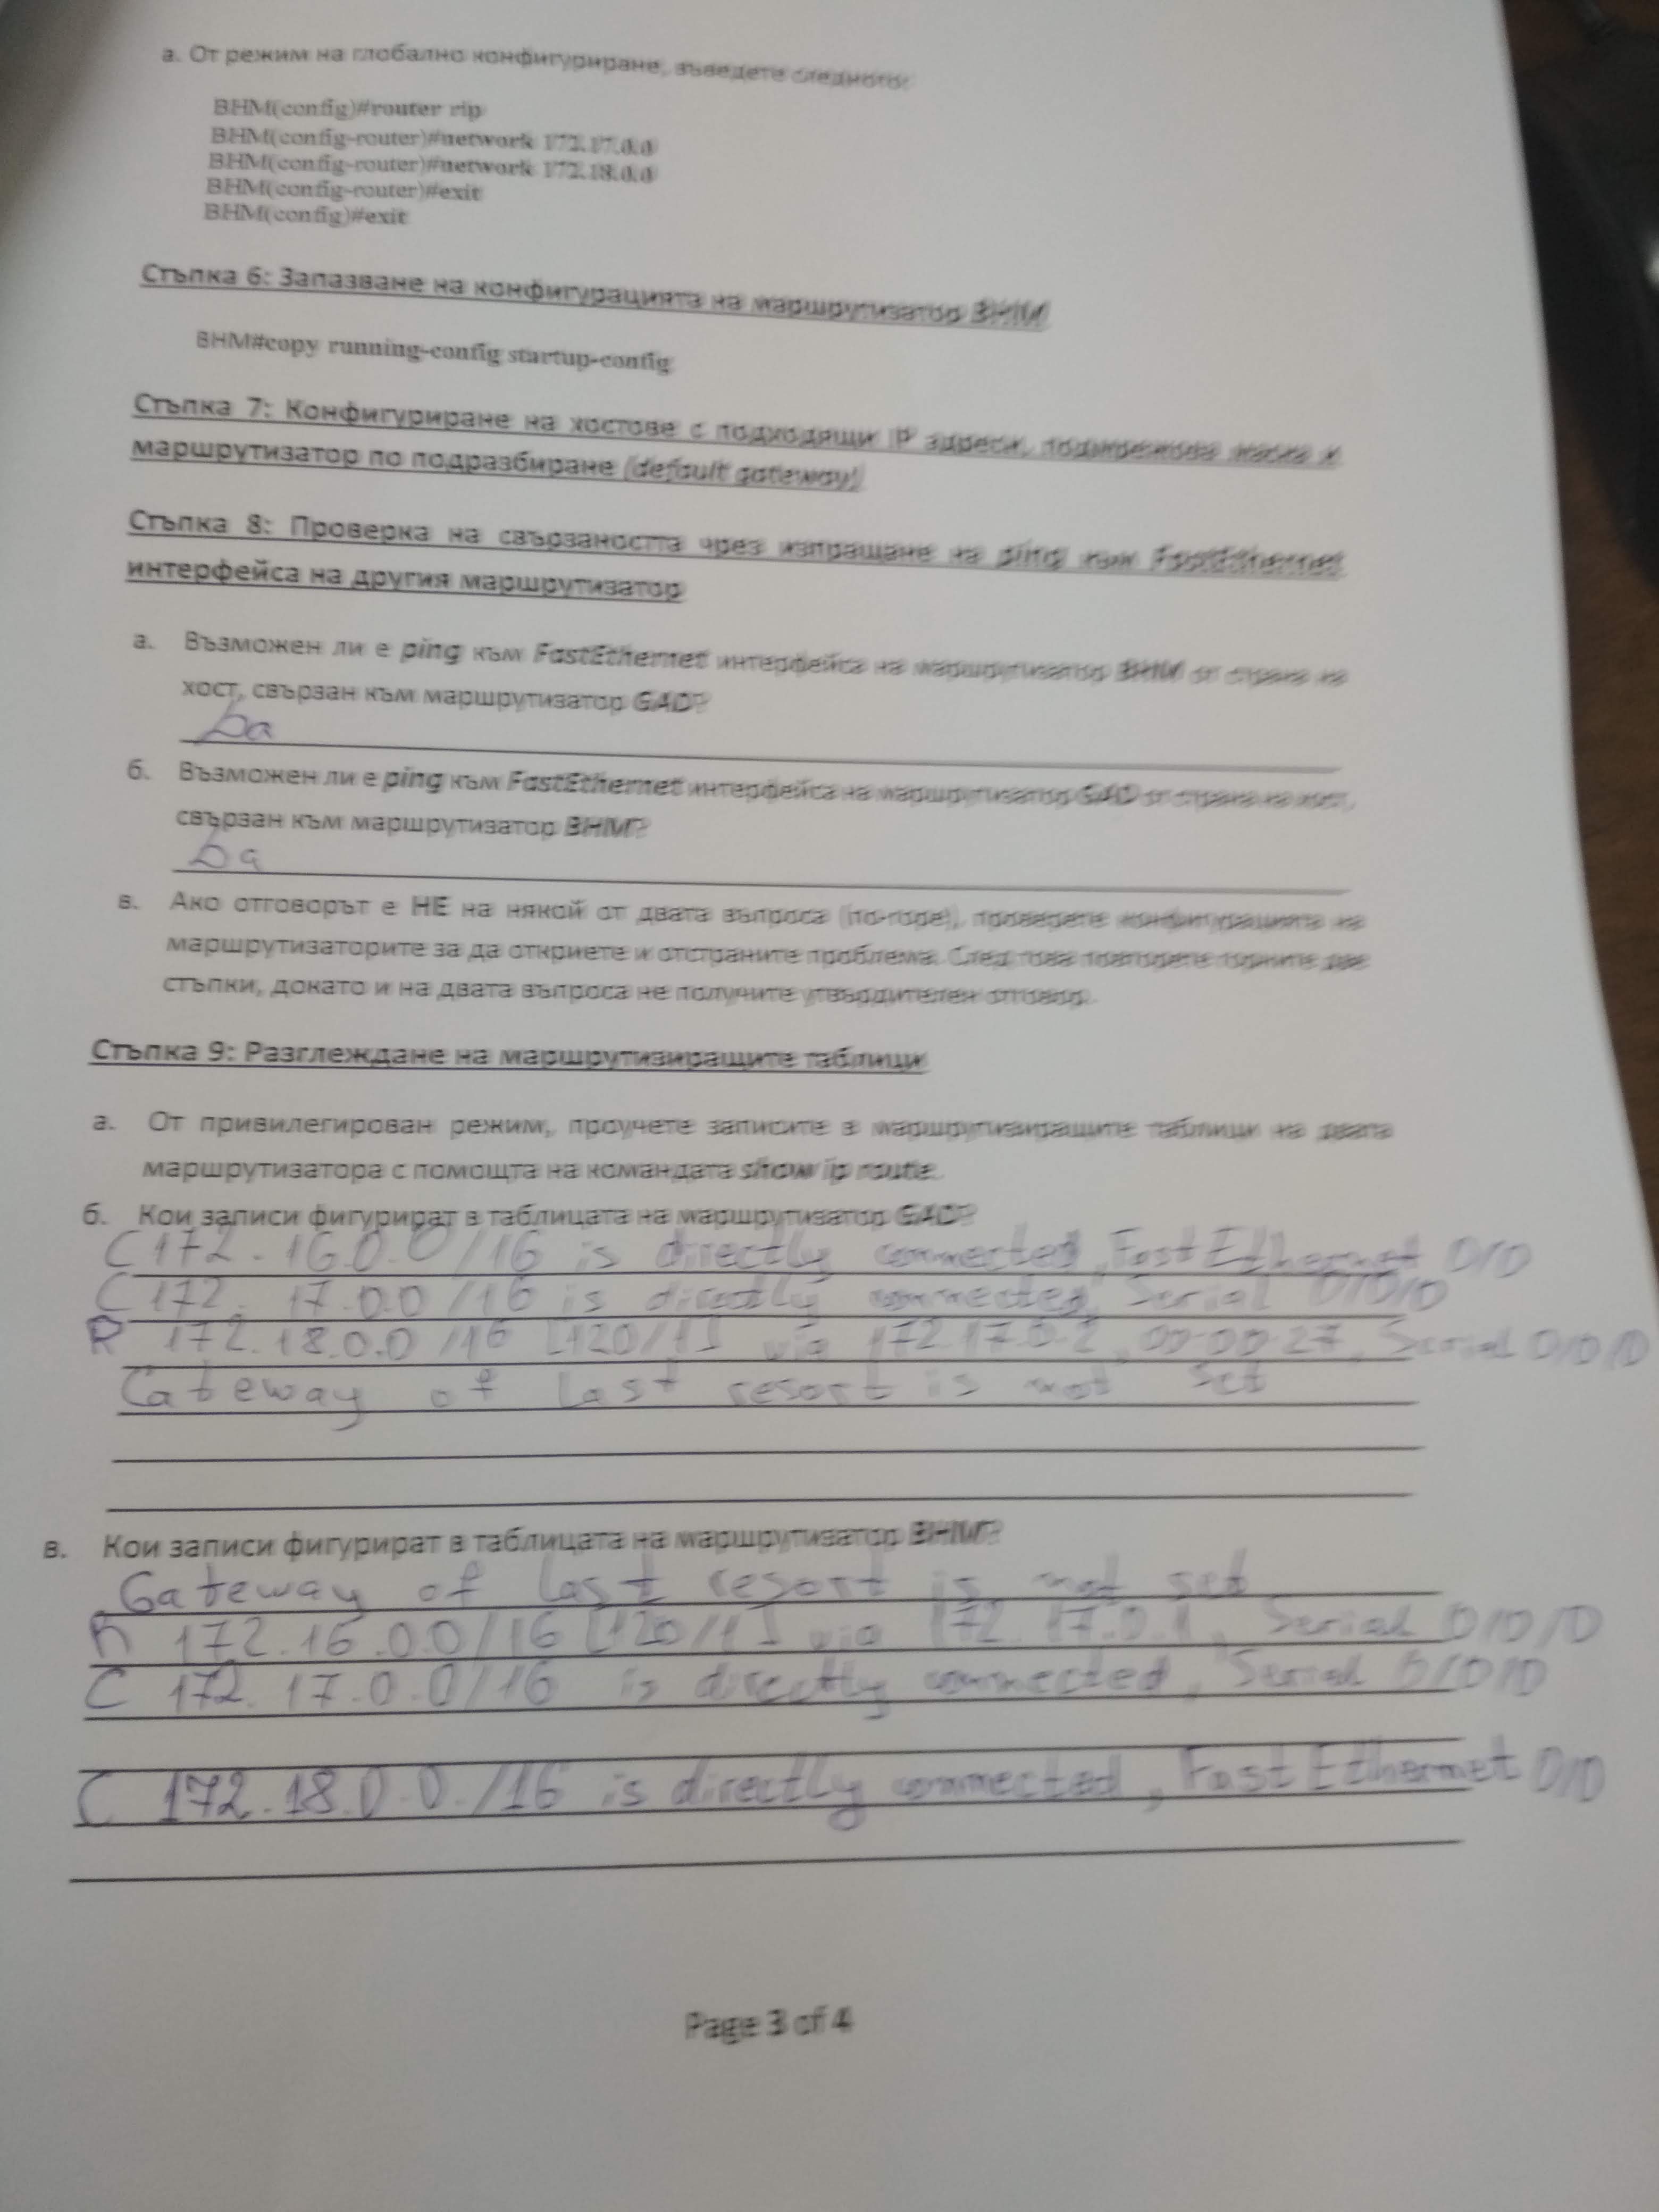 а. От режим на глобално конфигуриране, въведете следното:
BHM(config)#router rip
BHM(config-router)#network 172.17.0.0
BHM(config-router)#network 172.18.0.0
BHM(config-router)#exit
BHM(config)#exit
Стъпка 6: Запазване на конфигурацията на маршрутизатор BHM
BHM#copy running-config startup-config
Стъпка 7: Конфигуриране на хостове с подходящи IP адреси, подмрежова маска и
маршрутизатор по подразбиране (default gateway)
Стъпка 8: Проверка на свързаността чрез изпращане на ping към FastEthernet
интерфейса на другия маршрутизатор
а. Възможен ли е ping към FastEthernet интерфейса на маршрутизатор BHM от страна на
хост, свързан към маршрутизатор GAD?
Да
б. Възможен ли е ping към FastEthernet интерфейса на маршрутизатор GAD от страна на хост,
свързан към маршрутизатор BHM?
Да
в. Ако отговорът е НЕ на някой от двата въпроса (по-горе), проверете конфигурацията на
маршрутизаторите за да откриете и отстраните проблема. След това повторете горните две
стъпки, докато и на двата въпроса не получите утвърдителен отговор.
Стъпка 9: Разглеждане на маршрутизиращите таблици
а. От привилегирован режим, проучете записите в маршрутизиращите таблици на двата
маршрутизатора с помощта на командата show ip route.
б. Кои записи фигурират в таблицата на маршрутизатор GAD?
C 172.16.0.0/16 is directly connected, FastEthernet 0/0
C 172.17.0.0/16 is directly connected, Serial 0/0/0
R 172.18.0.0/16 [120/1] via 172.17.0.2, 00:00:27, Serial 0/0/0
Gateway of last resort is not set
в. Кои записи фигурират в таблицата на маршрутизатор BHM?
Gateway of last resort is not set
R 172.16.0.0/16 [120/1] via 172.17.0.1, Serial 0/0/0
C 172.17.0.0/16 is directly connected, Serial 0/0/0
C 172.18.0.0/16 is directly connected, FastEthernet 0/0
Page 3 of 4